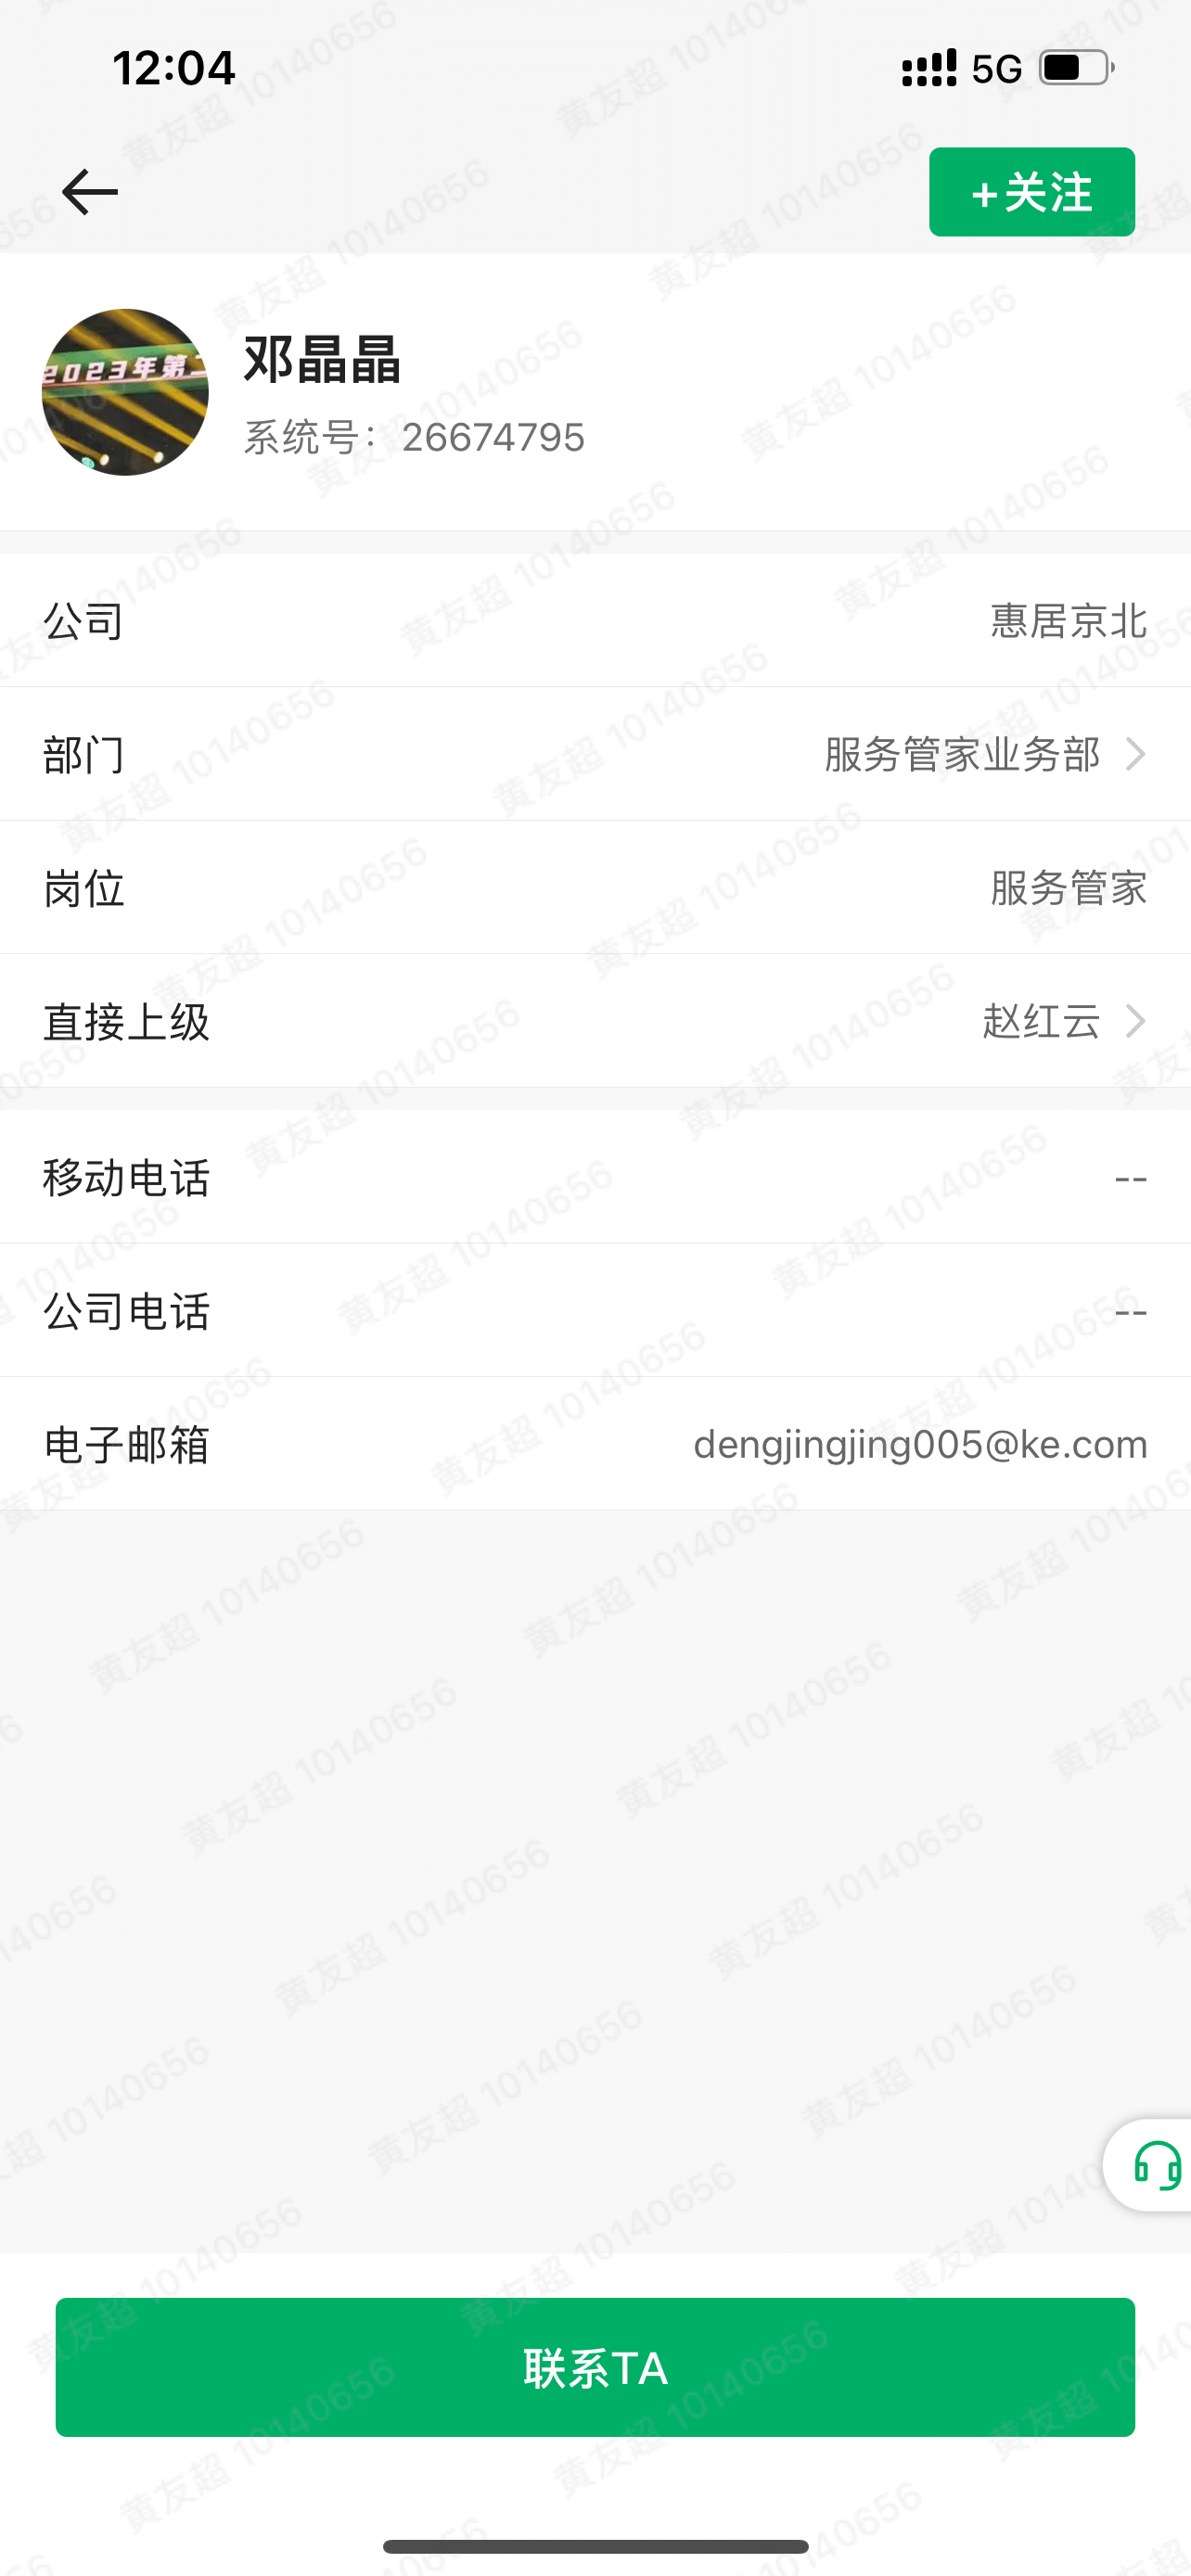 12:04
5G
+关注
2023年第二
邓晶晶
系统号：26674795
公司
惠居京北
部门
服务管家业务部
岗位
服务管家
直接上级
赵红云
移动电话
--
公司电话
--
电子邮箱
dengjingjing005@ke.com
联系TA
黄友超 10140656